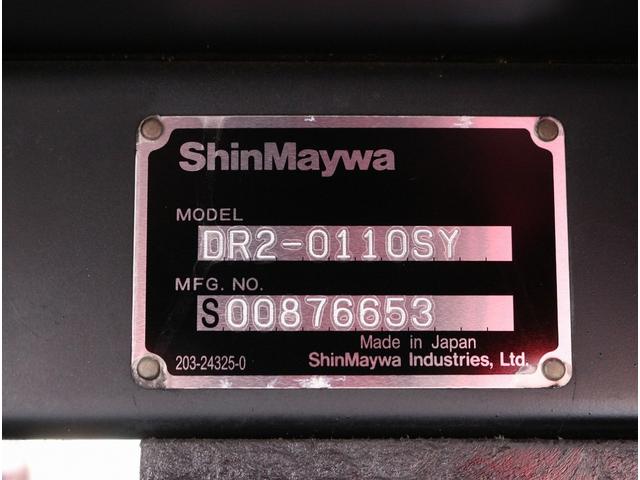 ShinMaywa
MODEL
DR2-0110SY
MFG. NO.
S00876653
Made in Japan
203-24325-0 ShinMaywa Industries, Ltd.